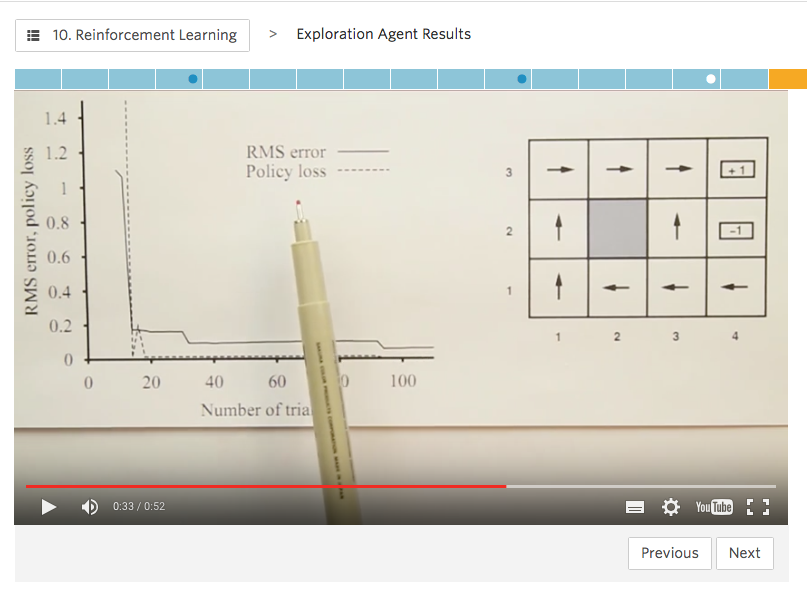 10. Reinforcement Learning > Exploration Agent Results
1.4
1.2
1
0.8
0.6
0.4
0.2
0
RMS error, policy loss
RMS error
Policy loss
0 20 40 60 0 100
Number of tria
3
2
1
+1
-1
1 2 3 4
0:33 / 0:52
YouTube
Previous Next